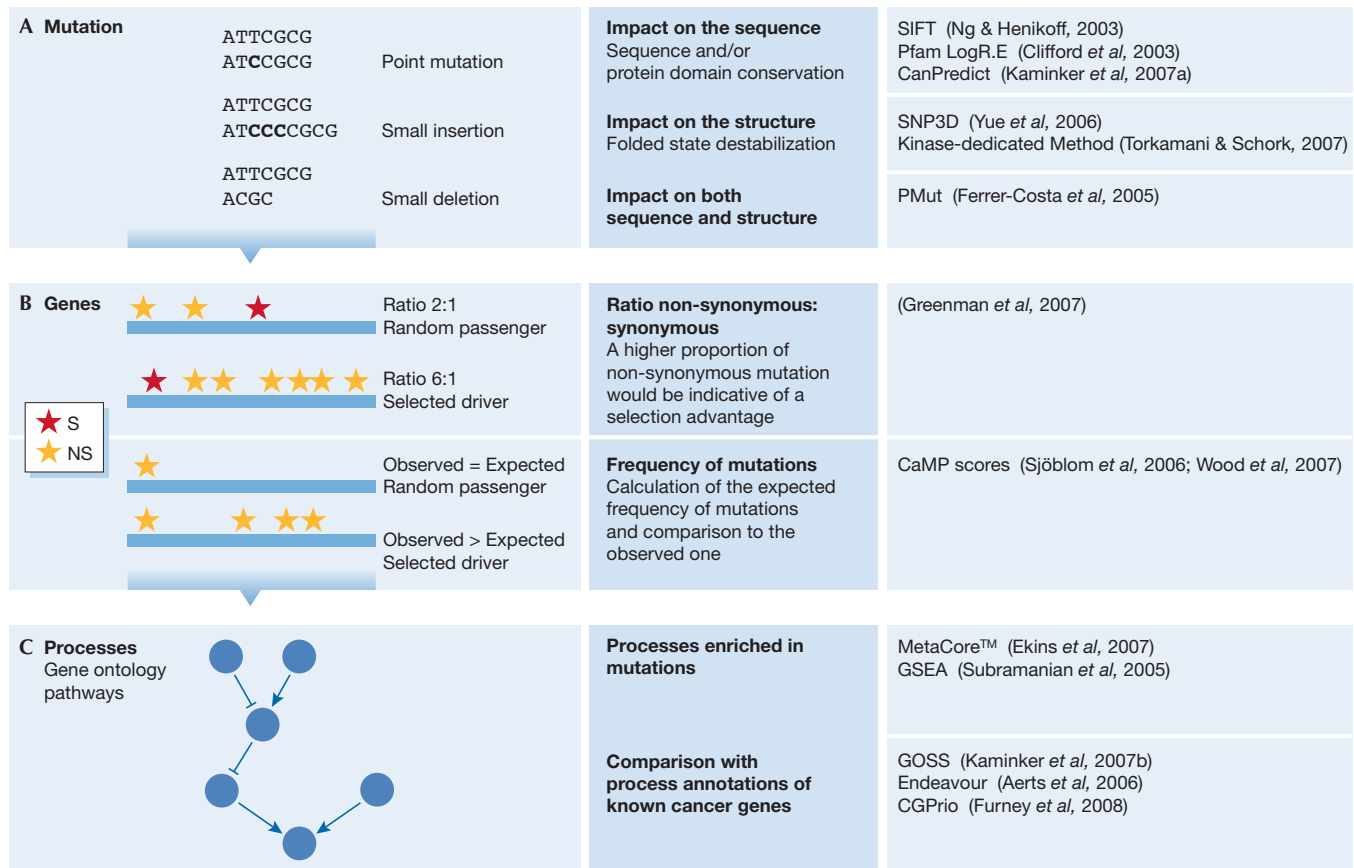 A Mutation
ATTCGCG
ATCCGCG
Point mutation
ATTCGCG
ATCCCCGCG
Small insertion
ATTCGCG
ACGC
Small deletion
Impact on the sequence
Sequence and/or
protein domain conservation
Impact on the structure
Folded state destabilization
Impact on both
sequence and structure
SIFT (Ng & Henikoff, 2003)
Pfam LogR.E (Clifford et al, 2003)
CanPredict (Kaminker et al, 2007a)
SNP3D (Yue et al, 2006)
Kinase-dedicated Method (Torkamani & Schork, 2007)
PMut (Ferrer-Costa et al, 2005)
B Genes
Ratio 2:1
Random passenger
Ratio 6:1
Selected driver
S
NS
Observed = Expected
Random passenger
Observed > Expected
Selected driver
Ratio non-synonymous:
synonymous
A higher proportion of
non-synonymous mutation
would be indicative of a
selection advantage
Frequency of mutations
Calculation of the expected
frequency of mutations
and comparison to the
observed one
(Greenman et al, 2007)
CaMP scores (Sjöblom et al, 2006; Wood et al, 2007)
C Processes
Gene ontology
pathways
Processes enriched in
mutations
Comparison with
process annotations of
known cancer genes
MetaCore™ (Ekins et al, 2007)
GSEA (Subramanian et al, 2005)
GOSS (Kaminker et al, 2007b)
Endeavour (Aerts et al, 2006)
CGPrio (Furney et al, 2008)